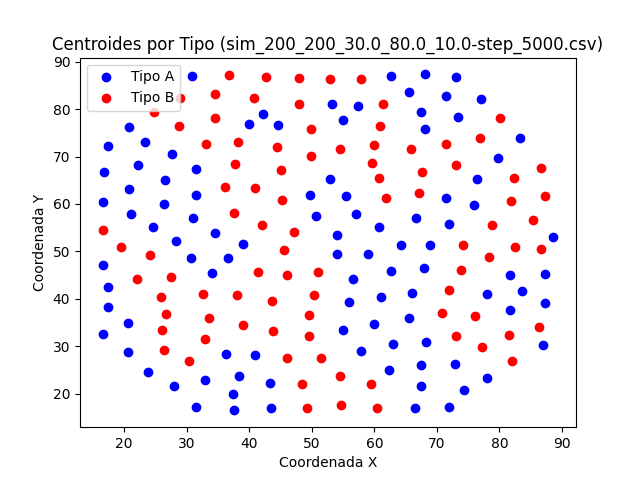 Centroides por Tipo (sim_200_200_30.0_80.0_10.0-step_5000.csv)
Tipo A
Tipo B
90
80
70
60
50
40
30
20
Coordenada Y
20 30 40 50 60 70 80 90
Coordenada X